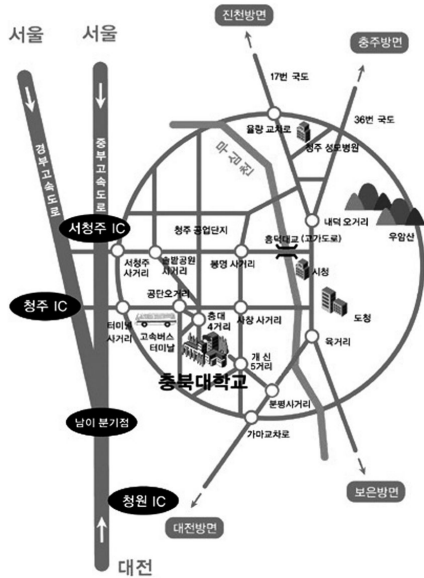 진천방면
서울
서울
충주방면
17번 국도
36번 국도
율량 교차로
청주 성모병원
무심천
경부고속도로
중부고속도로
서청주 IC
청주 공업단지
내덕 오거리
흥덕대교 (고가도로)
우암산
서청주
사거리
솔밭공원
사거리
봉명 사거리
시청
청주 IC
공단오거리
충대
4거리
사창 사거리
도청
터미널
사거리
고속버스
터미널
육거리
개신
5거리
충북대학교
분평사거리
남이 분기점
가마교차로
청원 IC
대전방면
보은방면
대전